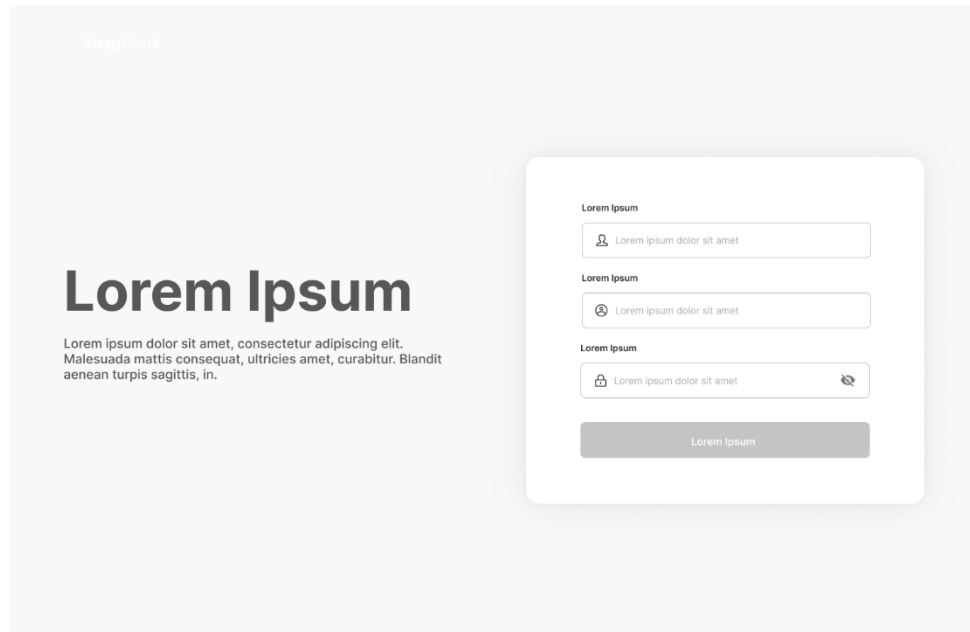 Lorem Ipsum
Lorem ipsum dolor sit amet, consectetur adipiscing elit.
Malesuada mattis consequat, ultricies amet, curabitur. Blandit
aenean turpis sagittis, in.
Lorem Ipsum
Lorem ipsum dolor sit amet
Lorem Ipsum
Lorem ipsum dolor sit amet
Lorem Ipsum
Lorem ipsum dolor sit amet
Lorem Ipsum